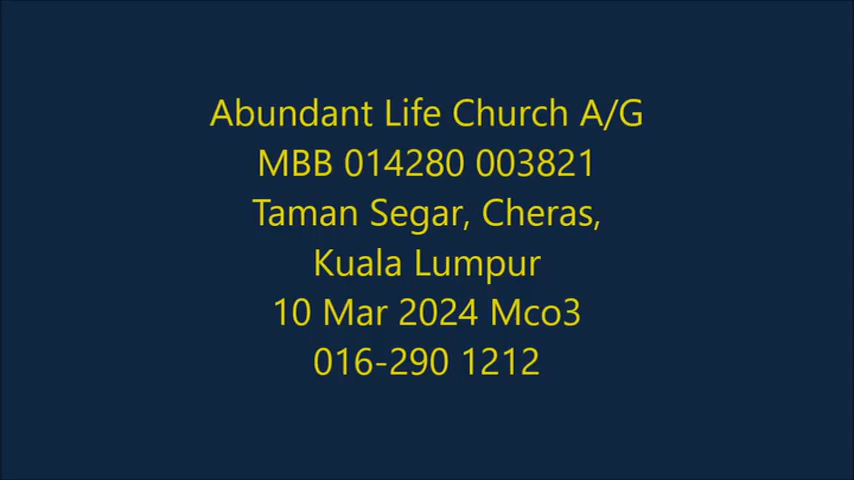 Abundant Life Church A/G
MBB 014280 003821
Taman Segar, Cheras,
Kuala Lumpur
10 Mar 2024 Mco3
016-290 1212